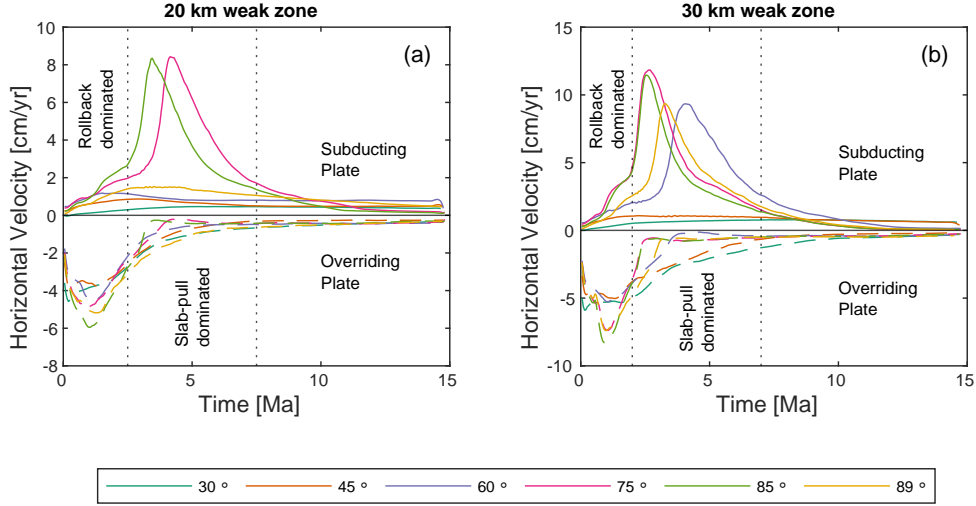 20 km weak zone
10
8
6
4
2
0
-2
-4
-6
-8
Horizontal Velocity [cm/yr]
(a)
Rollback
dominated
Subducting
Plate
Overriding
Plate
Slab-pull
dominated
0
5
10
15
Time [Ma]
30 km weak zone
15
10
5
0
-5
-10
Horizontal Velocity [cm/yr]
(b)
Rollback
dominated
Subducting
Plate
Overriding
Plate
Slab-pull
dominated
0
5
10
15
Time [Ma]
30 º 45 º 60 º 75 º 85 º 89 º